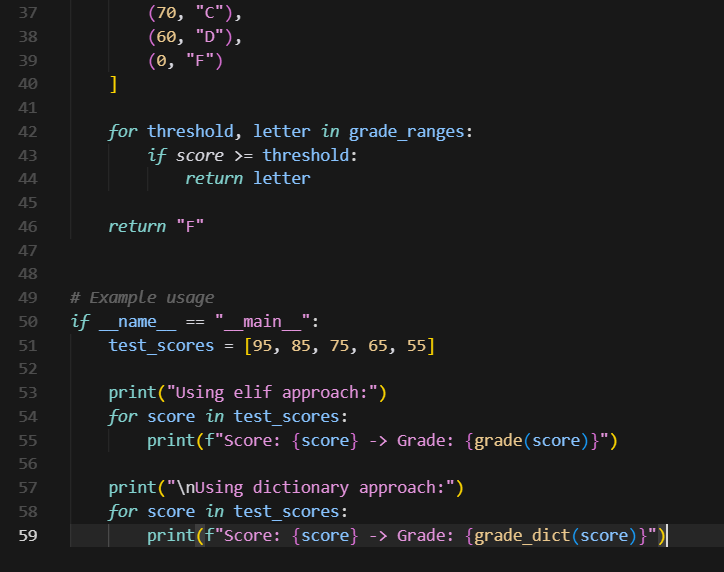 37            (70, "C"),
38            (60, "D"),
39            (0, "F")
40        ]
41
42        for threshold, letter in grade_ranges:
43            if score >= threshold:
44                return letter
45
46        return "F"
47
48
49    # Example usage
50    if __name__ == "__main__":
51        test_scores = [95, 85, 75, 65, 55]
52
53        print("Using elif approach:")
54        for score in test_scores:
55            print(f"Score: {score} -> Grade: {grade(score)}")
56
57        print("\nUsing dictionary approach:")
58        for score in test_scores:
59            print(f"Score: {score} -> Grade: {grade_dict(score)}")